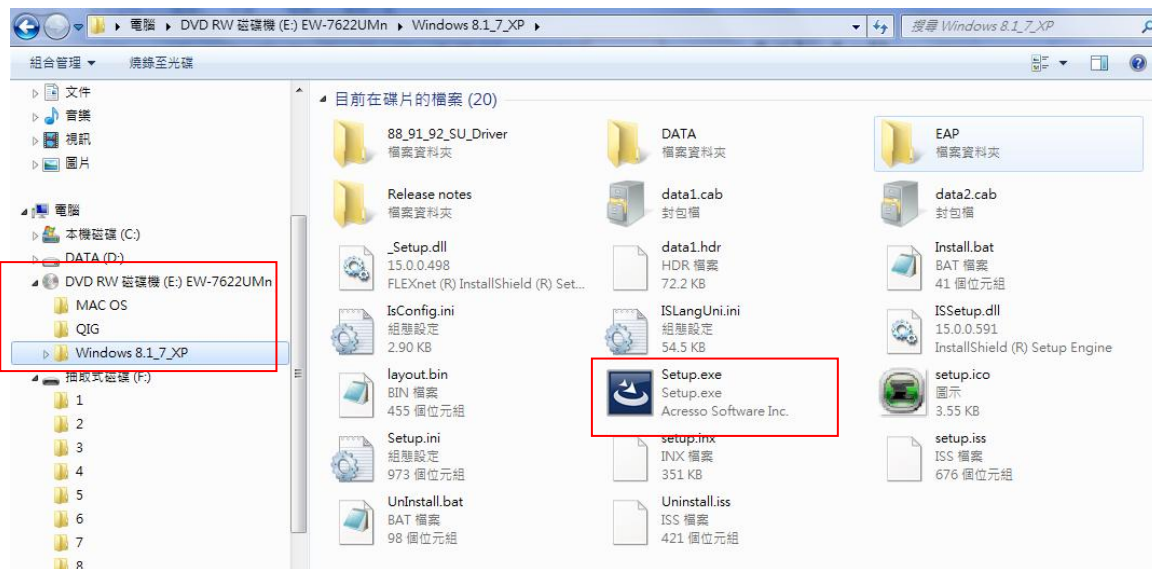 電腦 ▸ DVD RW 磁碟機 (E:) EW-7622UMn ▸ Windows 8.1_7_XP ▸
搜尋 Windows 8.1_7_XP
組合管理 燒錄至光碟
文件
音樂
視訊
圖片
電腦
本機磁碟 (C:)
DATA (D:)
DVD RW 磁碟機 (E:) EW-7622UMn
MAC OS
QIG
Windows 8.1_7_XP
抽取式磁碟 (F:)
1
2
3
4
5
6
7
8
目前在碟片的檔案 (20)
88_91_92_SU_Driver
檔案資料夾
DATA
檔案資料夾
EAP
檔案資料夾
Release notes
檔案資料夾
data1.cab
封包檔
data2.cab
封包檔
_Setup.dll
15.0.0.498
FLEXnet (R) InstallShield (R) Set...
data1.hdr
HDR 檔案
72.2 KB
Install.bat
BAT 檔案
41 個位元組
IsConfig.ini
組態設定
2.90 KB
ISLangUni.ini
組態設定
54.5 KB
ISSetup.dll
15.0.0.591
InstallShield (R) Setup Engine
layout.bin
BIN 檔案
455 個位元組
Setup.exe
Setup.exe
Acresso Software Inc.
setup.ico
圖示
3.55 KB
Setup.ini
組態設定
973 個位元組
setup.inx
INX 檔案
351 KB
setup.iss
ISS 檔案
676 個位元組
UnInstall.bat
BAT 檔案
98 個位元組
Uninstall.iss
ISS 檔案
421 個位元組